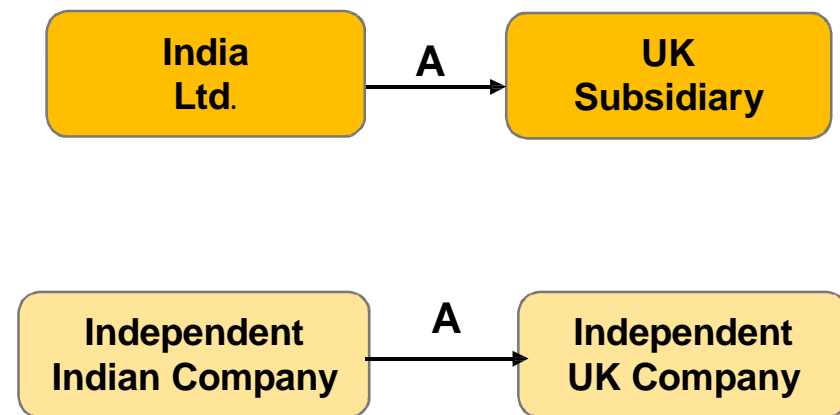 India
Ltd.
A
UK
Subsidiary
Independent
Indian Company
A
Independent
UK Company